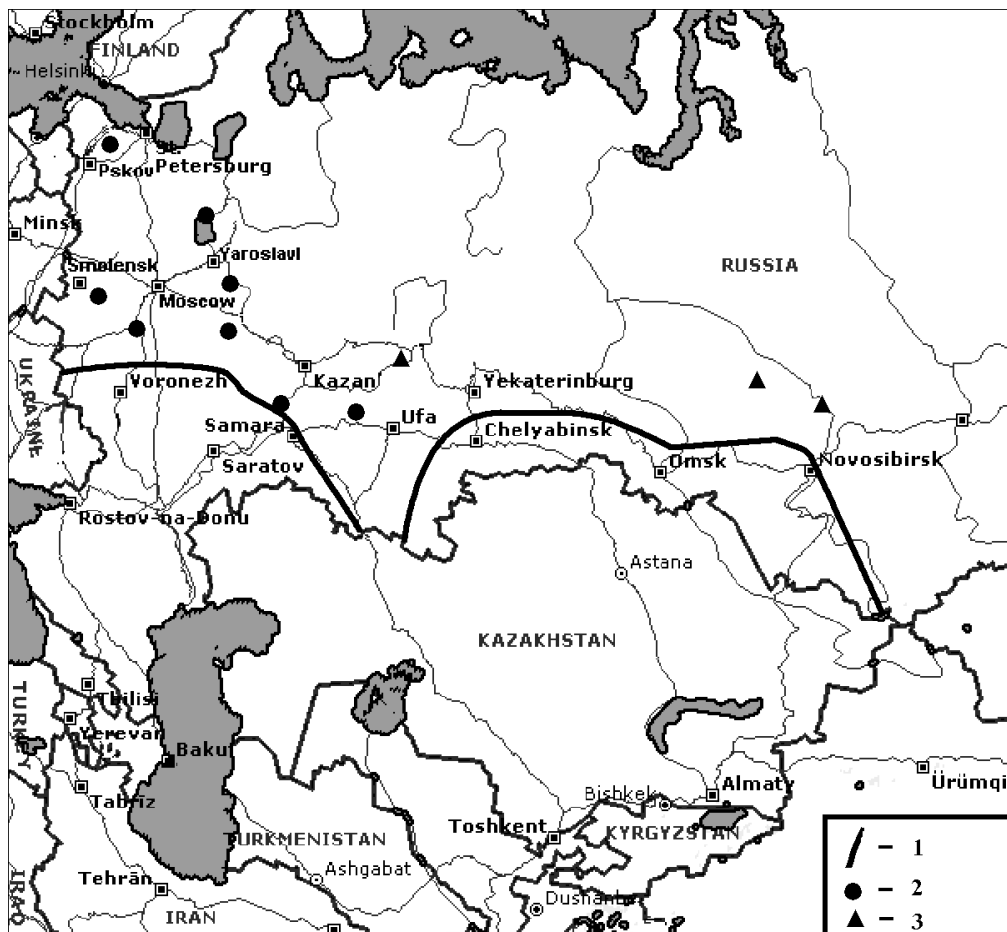 Stockholm
FINLAND
Helsinki
St.
Petersburg
Pskov
Minsk
Yaroslavl
Smolensk
RUSSIA
Moscow
UKRAINE
Kazan
Yekaterinburg
Voronezh
Ufa
Samara
Chelyabinsk
Saratov
Omsk
Novosibirsk
Rostov-na-Donu
Astana
KAZAKHSTAN
TURKEY
Tbilisi
Yerevan
Baku
Tabrīz
Bishkek
Almaty
Ürümqi
TURKMENISTAN
Toshkent
KYRGYZSTAN
Ashgabat
Tehrān
IRAQ
IRAN
Dushanbe
1
2
3